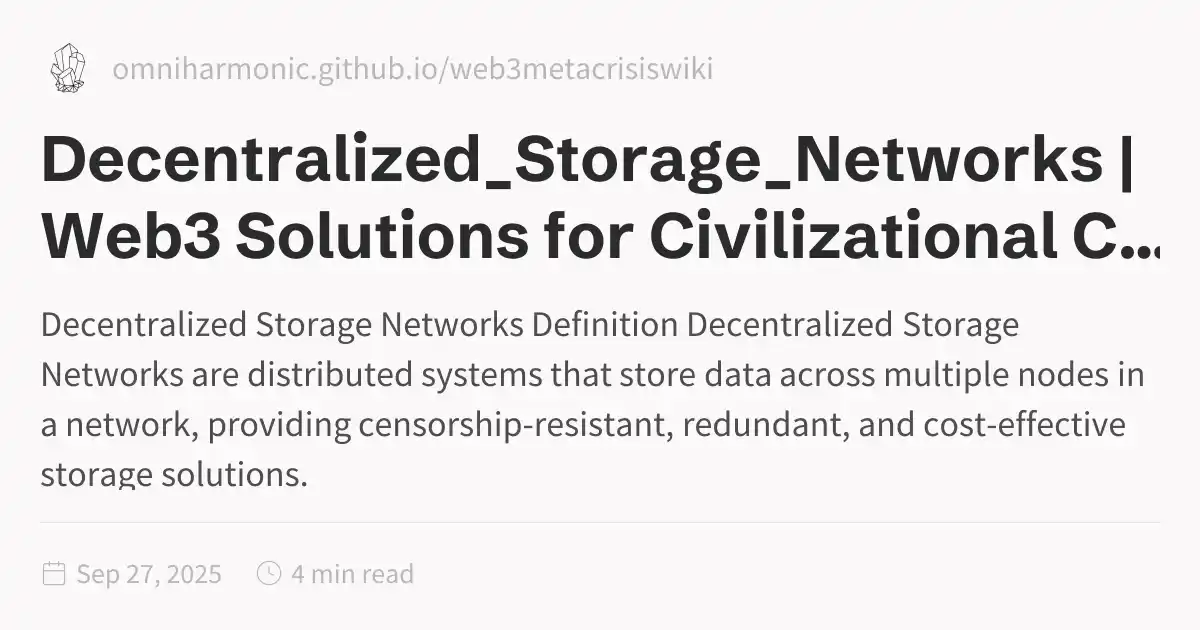 omniharmonic.github.io/web3metacrisiswiki
Decentralized_Storage_Networks |
Web3 Solutions for Civilizational C...
Decentralized Storage Networks Definition Decentralized Storage
Networks are distributed systems that store data across multiple nodes in
a network, providing censorship-resistant, redundant, and cost-effective
storage solutions.
Sep 27, 2025 4 min read